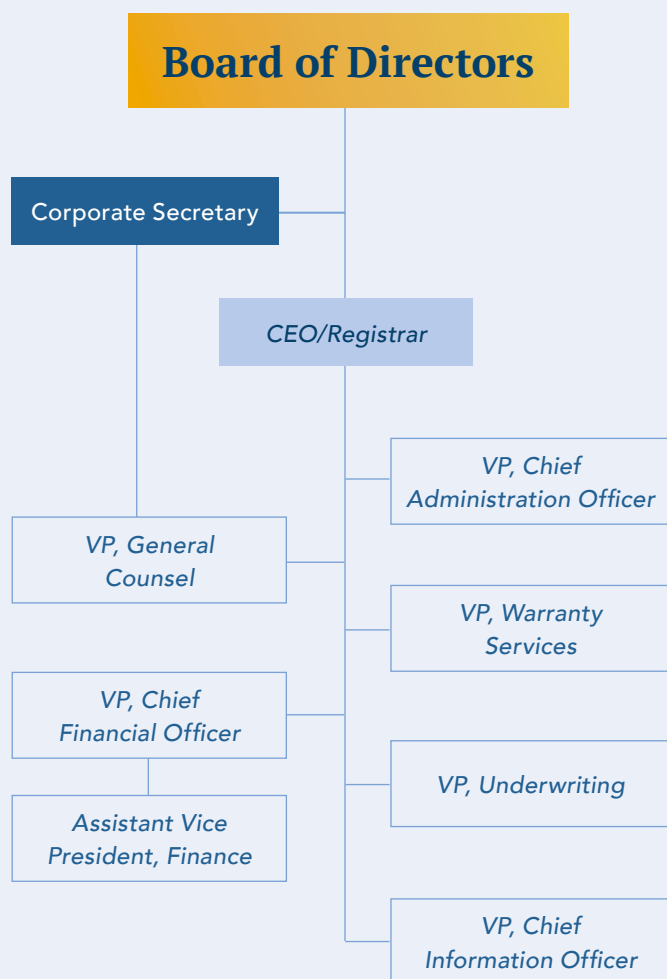 Board of Directors
Corporate Secretary
CEO/Registrar
VP, Chief
Administration Officer
VP, General
Counsel
VP, Warranty
Services
VP, Chief
Financial Officer
VP, Underwriting
Assistant Vice
President, Finance
VP, Chief
Information Officer